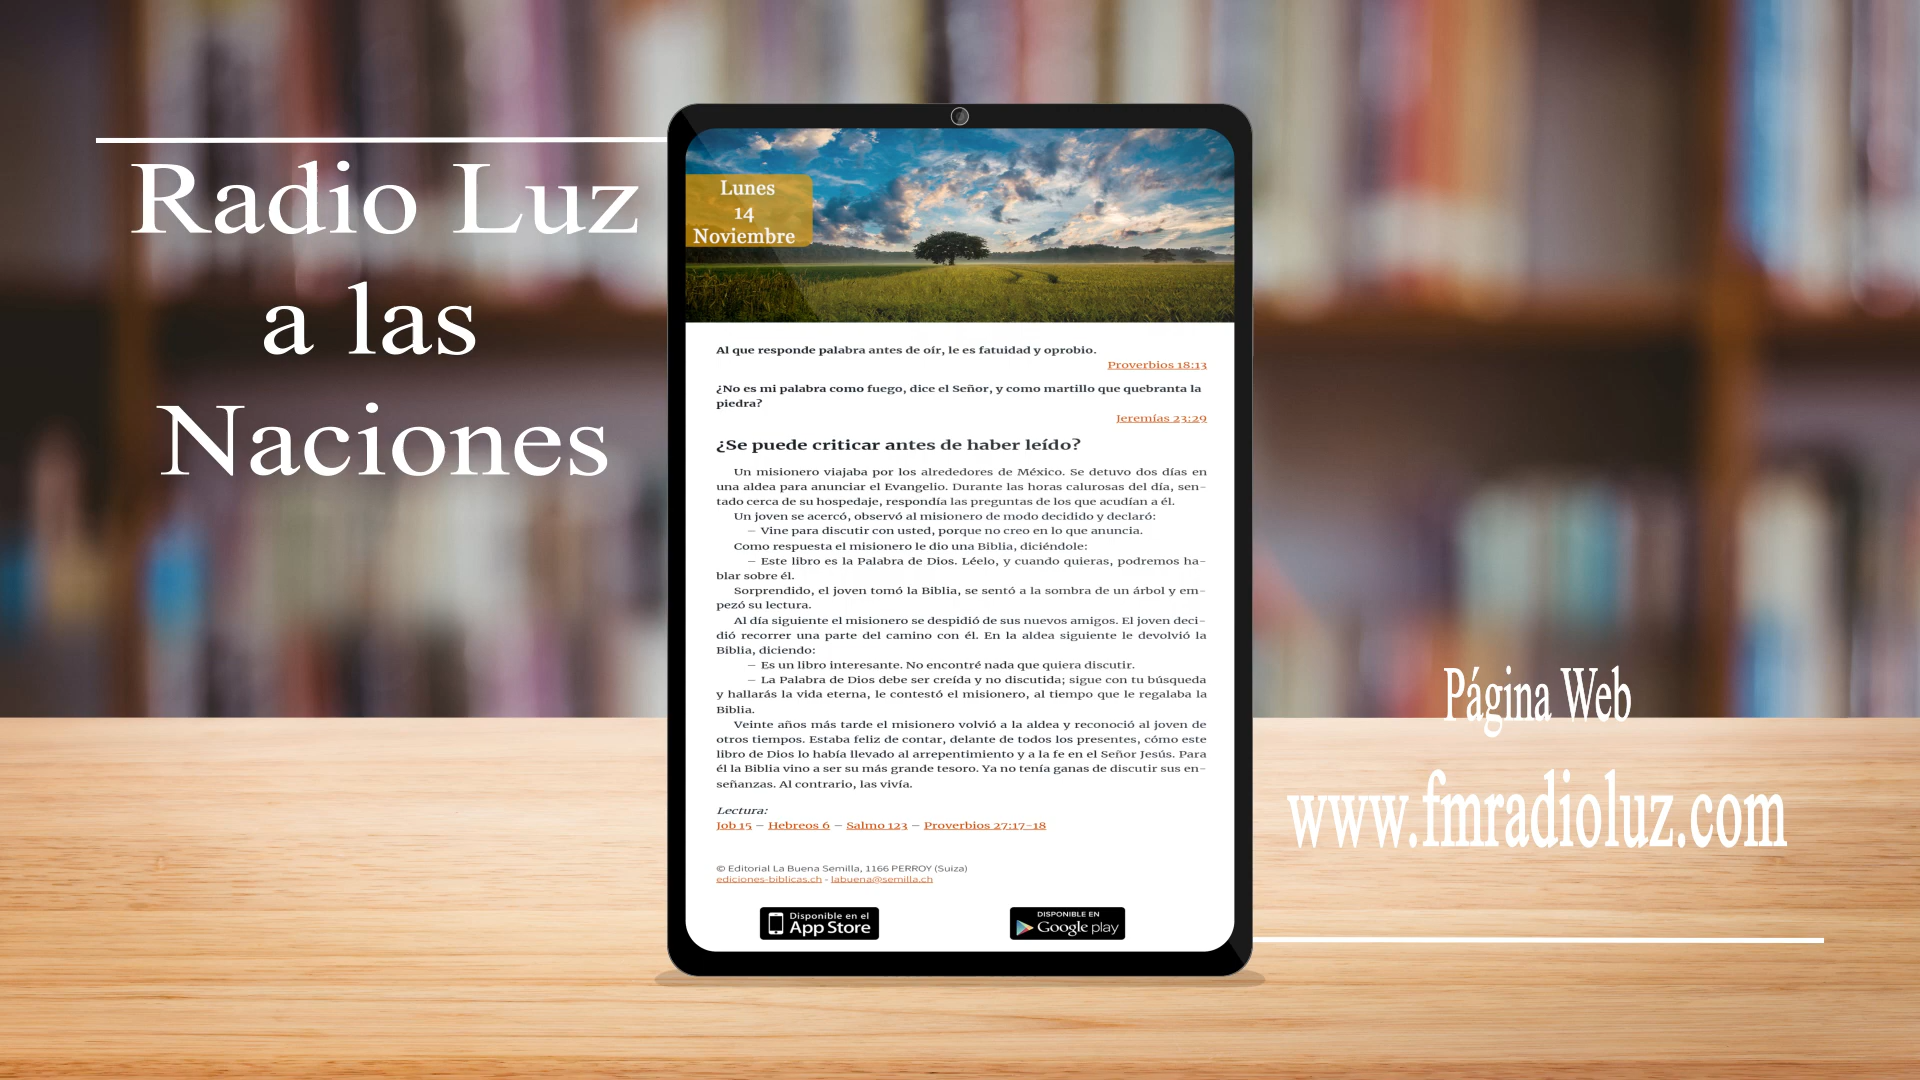 Radio Luz
a las
Naciones
Lunes
14
Noviembre
Al que responde palabra antes de oír, le es fatuidad y oprobio.
Proverbios 18:13
¿No es mi palabra como fuego, dice el Señor, y como martillo que quebranta la
piedra?
Jeremías 23:29
¿Se puede criticar antes de haber leído?
Un misionero viajaba por los alrededores de México. Se detuvo dos días en
una aldea para anunciar el Evangelio. Durante las horas calurosas del día, sen-
tado cerca de su hospedaje, respondía las preguntas de los que acudían a él.
Un joven se acercó, observó al misionero de modo decidido y declaró:
– Vine para discutir con usted, porque no creo en lo que anuncia.
Como respuesta el misionero le dio una Biblia, diciéndole:
– Este libro es la Palabra de Dios. Léelo, y cuando quieras, podremos ha-
blar sobre él.
Sorprendido, el joven tomó la Biblia, se sentó a la sombra de un árbol y em-
pezó su lectura.
Al día siguiente el misionero se despidió de sus nuevos amigos. El joven deci-
dió recorrer una parte del camino con él. En la aldea siguiente le devolvió la
Biblia, diciendo:
– Es un libro interesante. No encontré nada que quiera discutir.
– La Palabra de Dios debe ser creída y no discutida; sigue con tu búsqueda
y hallarás la vida eterna, le contestó el misionero, al tiempo que le regalaba la
Biblia.
Veinte años más tarde el misionero volvió a la aldea y reconoció al joven de
otros tiempos. Estaba feliz de contar, delante de todos los presentes, cómo este
libro de Dios lo había llevado al arrepentimiento y a la fe en el Señor Jesús. Para
él la Biblia vino a ser su más grande tesoro. Ya no tenía ganas de discutir sus en-
señanzas. Al contrario, las vivía.
Lectura:
Job 15 – Hebreos 6 – Salmo 123 – Proverbios 27:17-18
© Editorial La Buena Semilla, 1166 PERROY (Suiza)
ediciones-biblicas.ch - labuena@semilla.ch
Disponible en el
App Store
DISPONIBLE EN
Google play
Página Web
www.fmradioluz.com